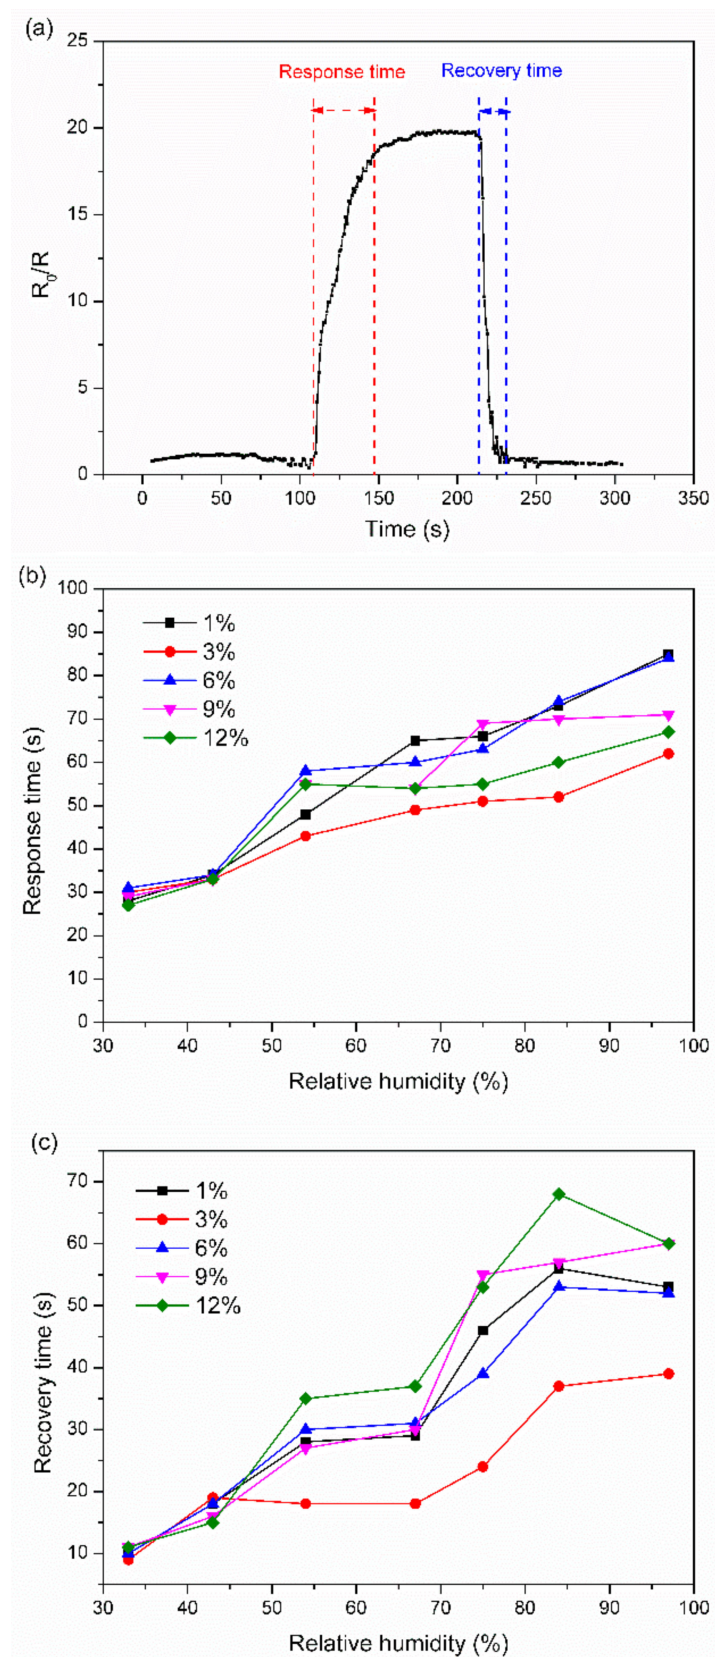 (a)
25
20
15
10
5
0
R₀/R
Response time
Recovery time
0 50 100 150 200 250 300 350
Time (s)
(b)
100
90
80
70
60
50
40
30
20
10
0
Response time (s)
1%
3%
6%
9%
12%
30 40 50 60 70 80 90 100
Relative humidity (%)
(c)
70
60
50
40
30
20
10
Recovery time (s)
1%
3%
6%
9%
12%
30 40 50 60 70 80 90 100
Relative humidity (%)